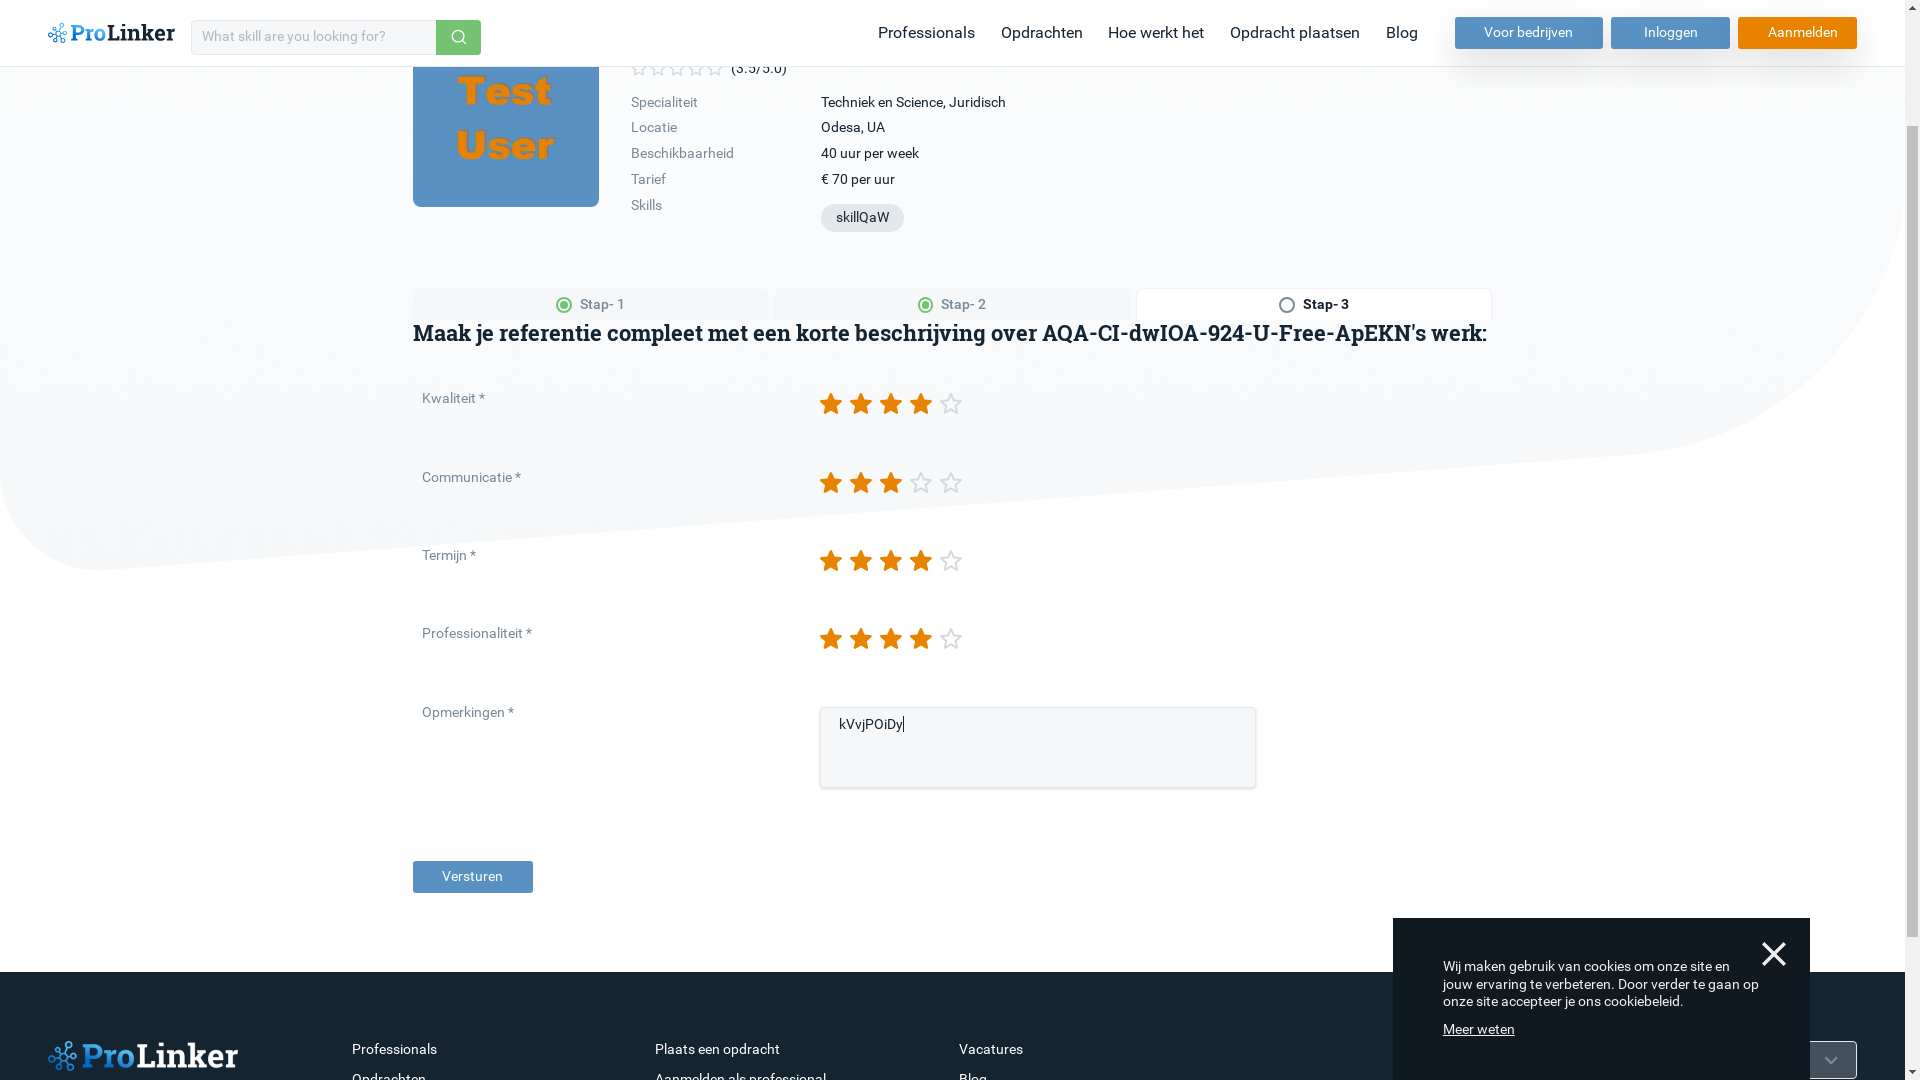 ProLinker
What skill are you looking for?
Professionals
Opdrachten
Hoe werkt het
Opdracht plaatsen
Blog
Voor bedrijven
Inloggen
Aanmelden
Test
User
(3.5/5.0)
Specialiteit
Techniek en Science, Juridisch
Locatie
Odesa, UA
Beschikbaarheid
40 uur per week
Tarief
€ 70 per uur
Skills
skillQaW
Stap- 1
Stap- 2
Stap- 3
Maak je referentie compleet met een korte beschrijving over AQA-CI-dwIOA-924-U-Free-ApEKN's werk:
Kwaliteit *
Communicatie *
Termijn *
Professionaliteit *
Opmerkingen *
kVvjPOiDy
Versturen
Wij maken gebruik van cookies om onze site en
jouw ervaring te verbeteren. Door verder te gaan op
onze site accepteer je ons cookiebeleid.
Meer weten
ProLinker
Professionals
Plaats een opdracht
Vacatures
Opdrachten
Aanmelden als professional
Blog